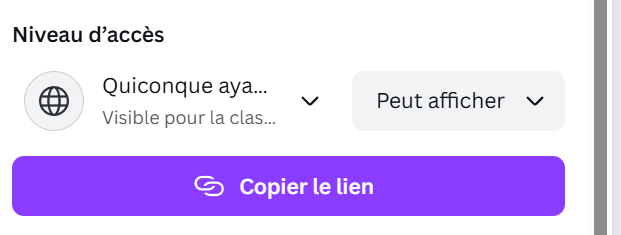 Niveau d’accès
Quiconque aya...
Visible pour la clas...
Peut afficher
Copier le lien